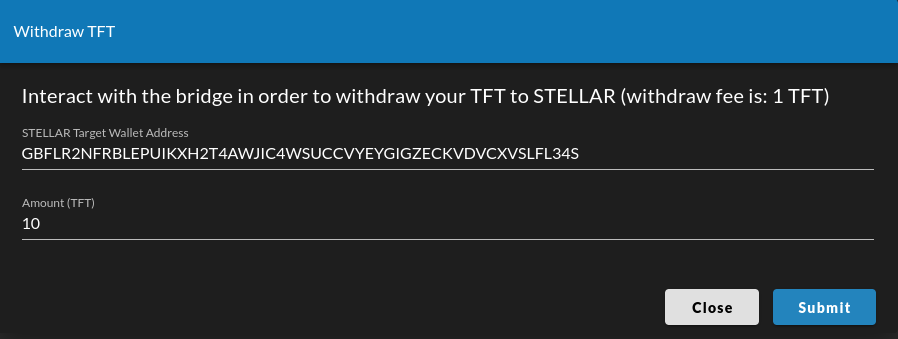 Withdraw TFT
Interact with the bridge in order to withdraw your TFT to STELLAR (withdraw fee is: 1 TFT)
STELLAR Target Wallet Address
GBFLR2NFRBLEPUIKXH2T4AWJIC4WSUCCVYEYGIGZECKVDVCXVSLFL34S
Amount (TFT)
10
Close
Submit